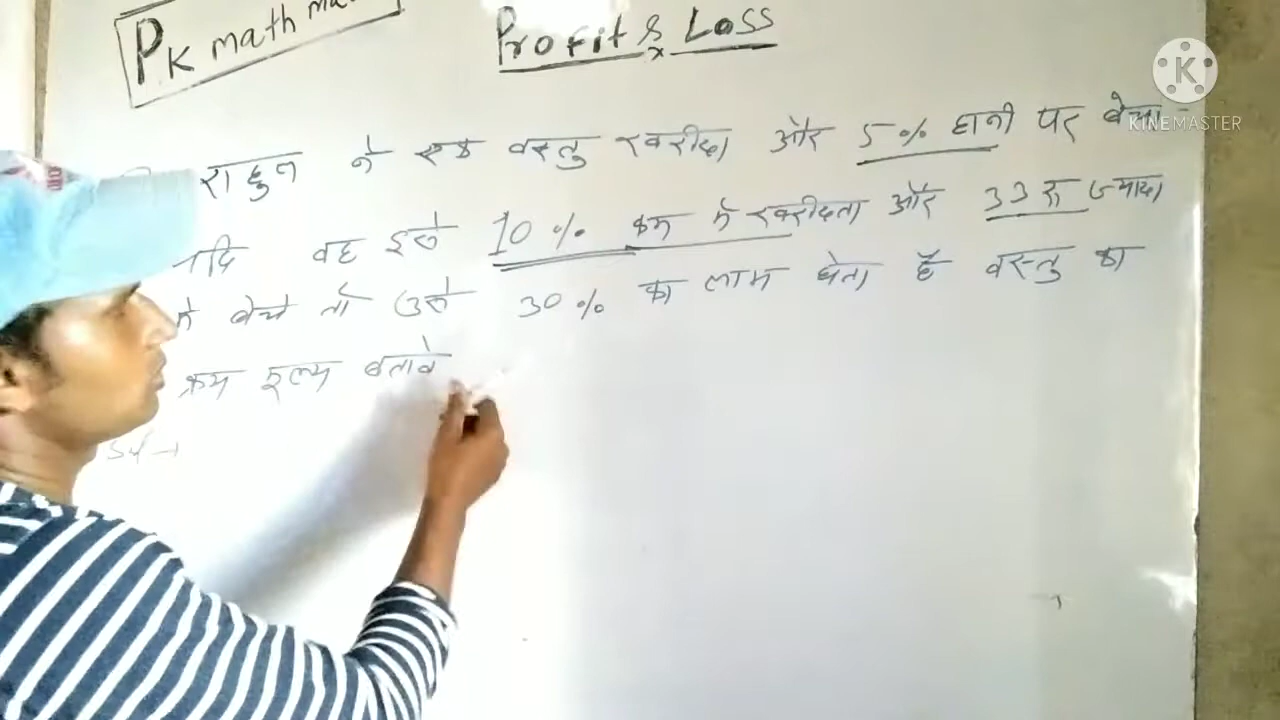 PK math
Profit & Loss
KINEMASTER
राहुल ने एक वस्तु खरीदा और 5% हानी पर बेचा
यदि वह इसे 10% कम में खरीदता और 33 रु ज्यादा
में बेचे तो उसे 30% का लाभ होता है वस्तु का
क्रय मूल्य बतावे
Sol →